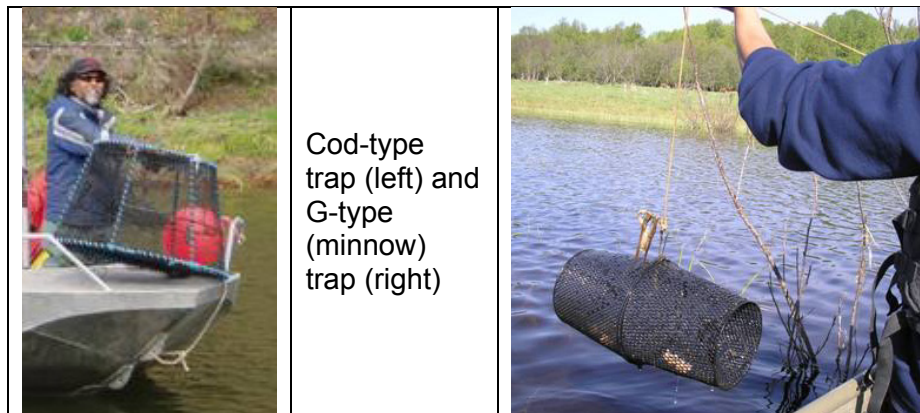 Cod-type
trap (left) and
G-type
(minnow)
trap (right)